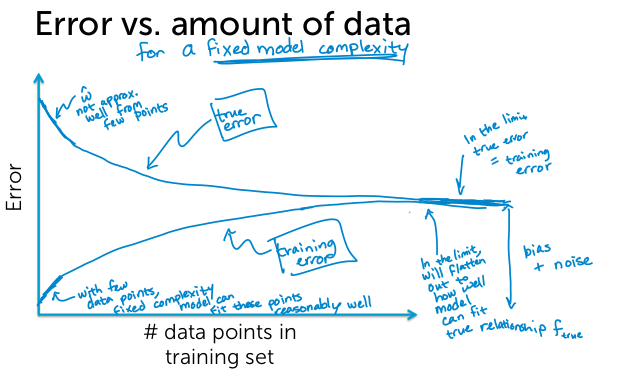 Error vs. amount of data
for a fixed model complexity
ŵ
not approx.
well from
few points
true
error
In the limit,
true error
= training
error
Error
training
error
In the limit,
will flatten
out to
how well
model
can fit
true relationship f_true
bias
+ noise
with few
data points,
fixed complexity
model can
fit these points
reasonably well
# data points in
training set